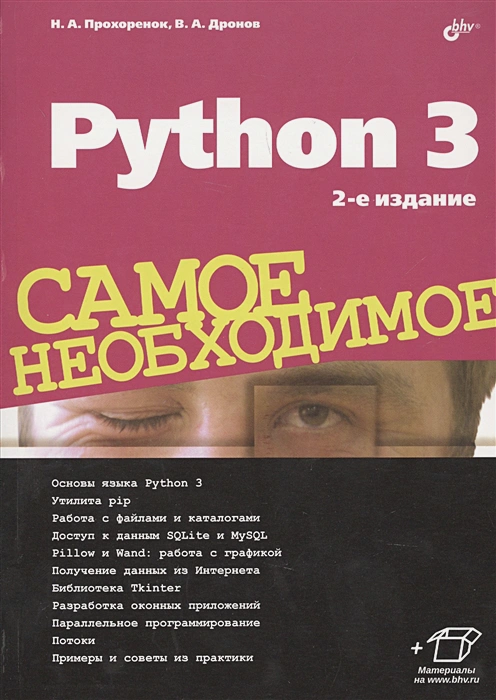 Н. А. Прохоренок, В. А. Дронов
bhv®
Python 3
2-е издание
САМОЕ
НЕОБХОДИМОЕ
Основы языка Python 3
Утилита pip
Работа с файлами и каталогами
Доступ к данным SQLite и MySQL
Pillow и Wand: работа с графикой
Получение данных из Интернета
Библиотека Tkinter
Разработка оконных приложений
Параллельное программирование
Потоки
Примеры и советы из практики
+
Материалы
на www.bhv.ru